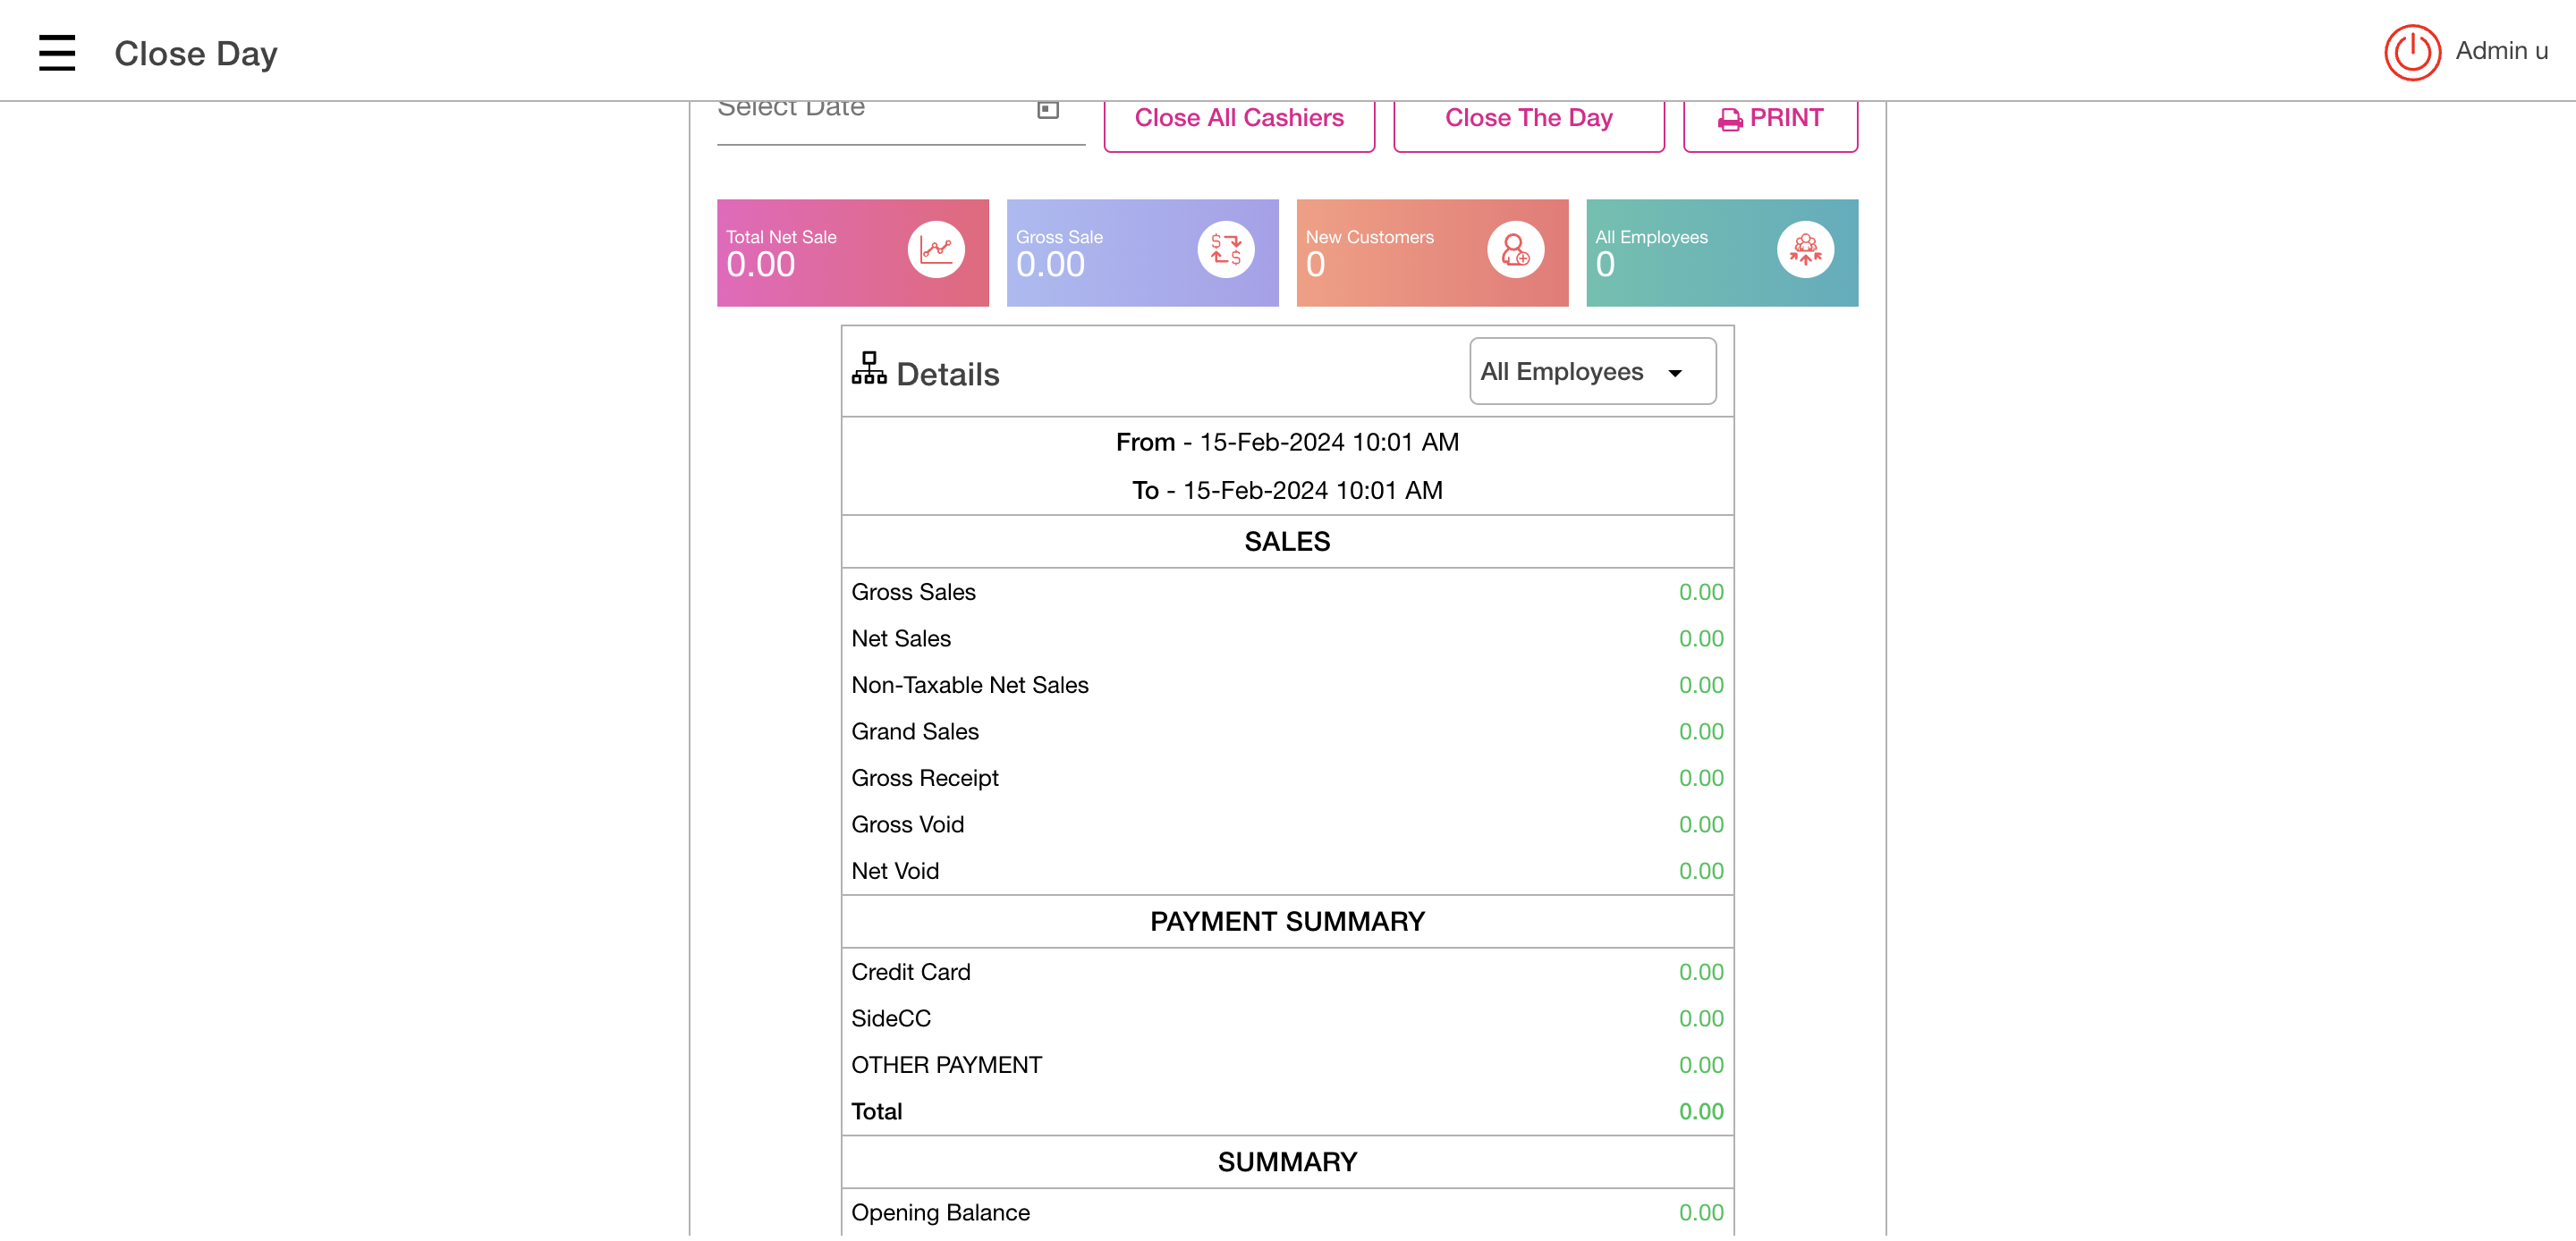 Close Day
Admin u
Select Date
Close All Cashiers
Close The Day
PRINT
Total Net Sale
0.00
Gross Sale
0.00
New Customers
0
All Employees
0
Details
All Employees
From - 15-Feb-2024 10:01 AM
To - 15-Feb-2024 10:01 AM
SALES
Gross Sales 0.00
Net Sales 0.00
Non-Taxable Net Sales 0.00
Grand Sales 0.00
Gross Receipt 0.00
Gross Void 0.00
Net Void 0.00
PAYMENT SUMMARY
Credit Card 0.00
SideCC 0.00
OTHER PAYMENT 0.00
Total 0.00
SUMMARY
Opening Balance 0.00